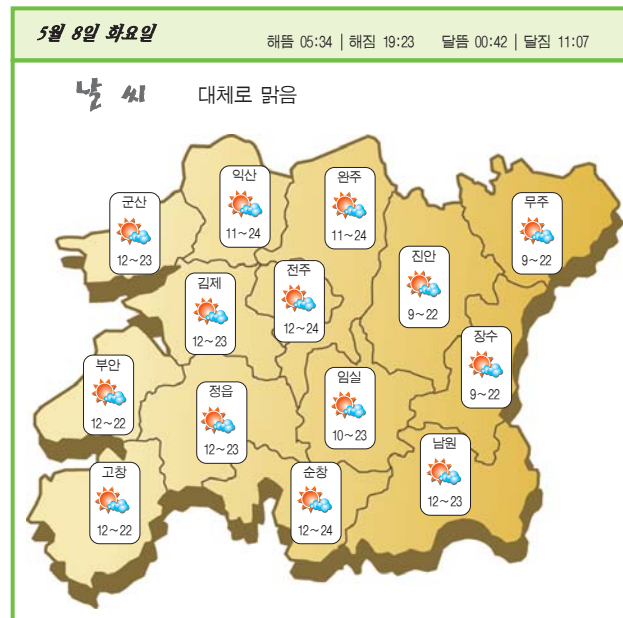 5월 8일 화요일
해뜸 05:34 | 해짐 19:23 달뜸 00:42 | 달짐 11:07
날 씨 대체로 맑음
익산
11~24
완주
11~24
군산
12~23
무주
9~22
진안
9~22
전주
12~24
김제
12~23
장수
9~22
부안
12~22
임실
10~23
정읍
12~23
남원
12~23
고창
12~22
순창
12~24